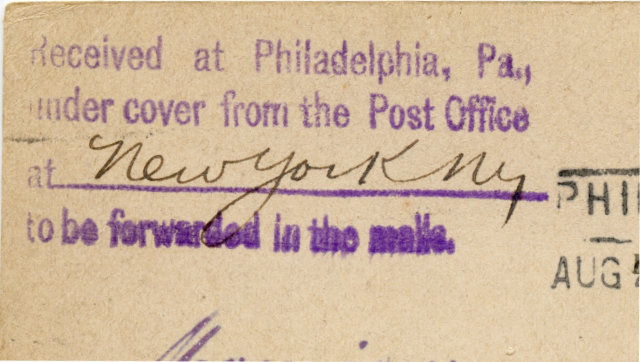 Received at Philadelphia, Pa.,
under cover from the Post Office
at New York NY
to be forwarded in the mails.
PHI
AUG